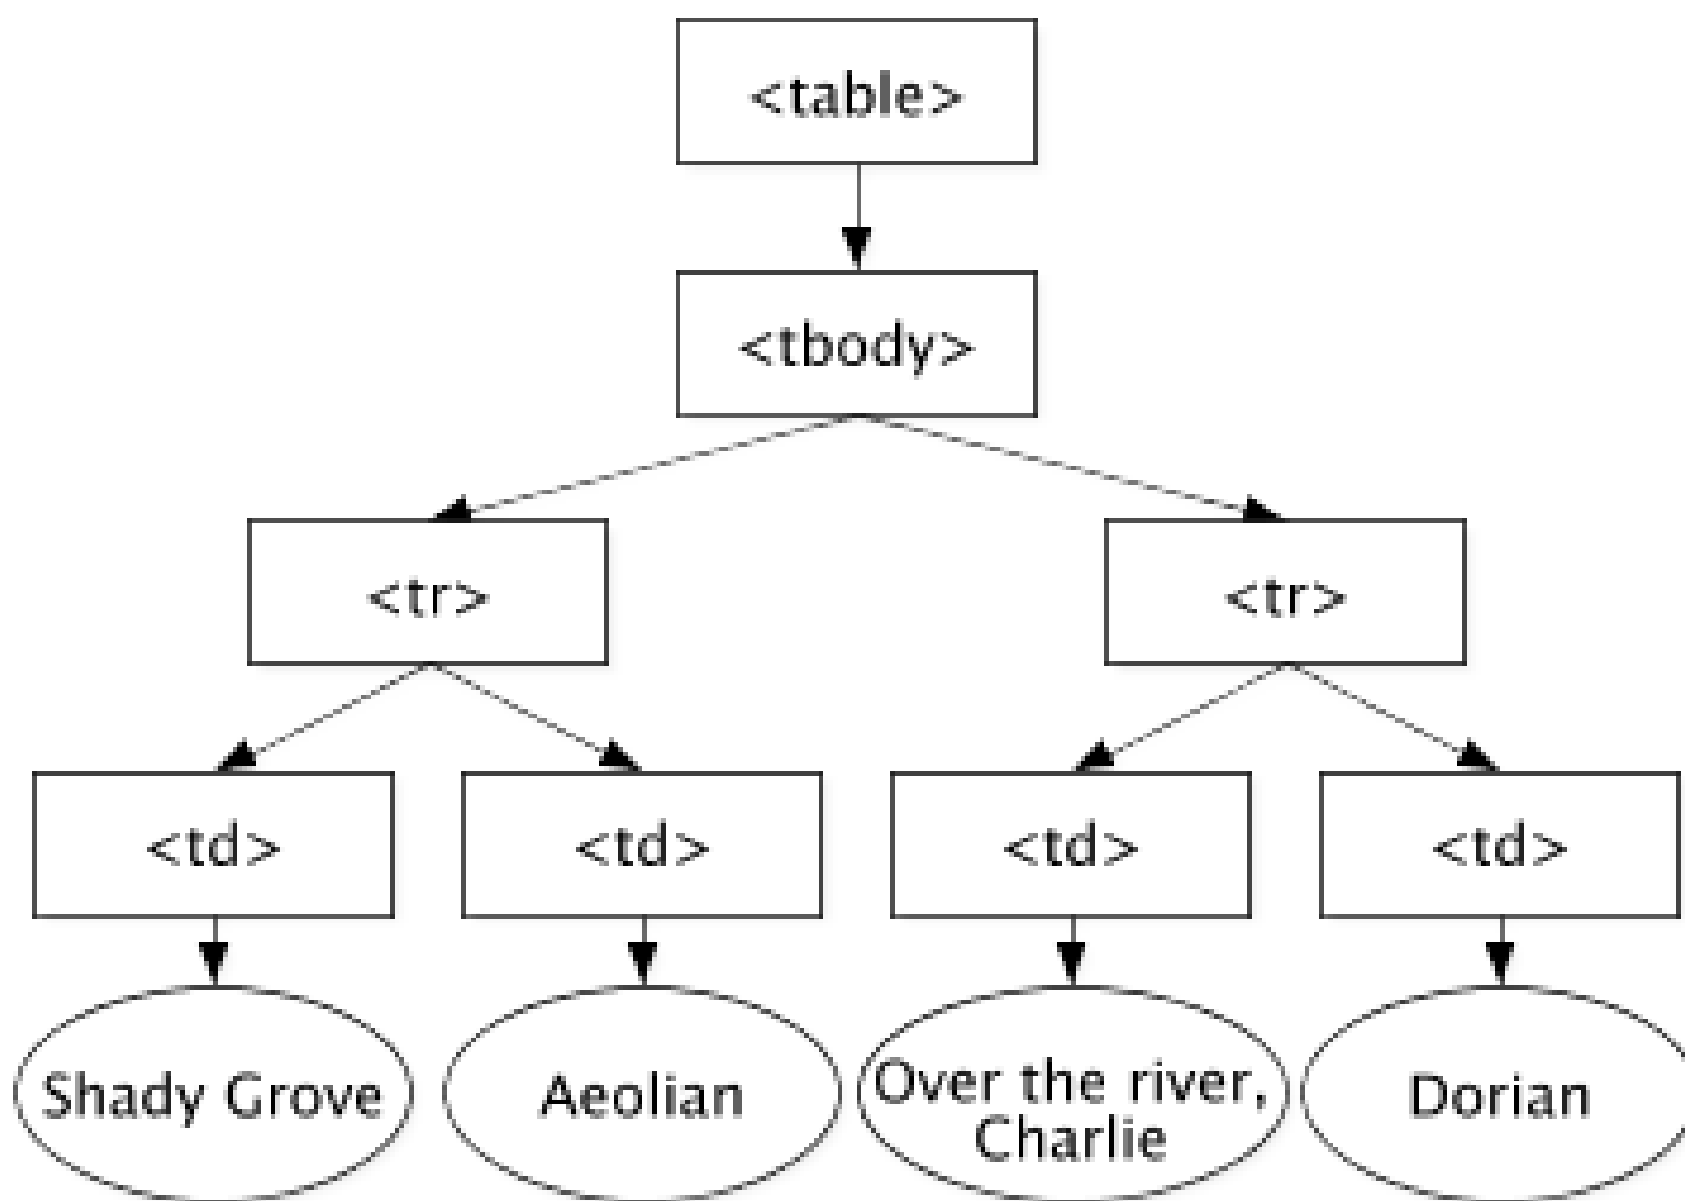 <table>
<tbody>
<tr>
<tr>
<td>
<td>
<td>
<td>
Shady Grove
Aeolian
Over the river,
Charlie
Dorian